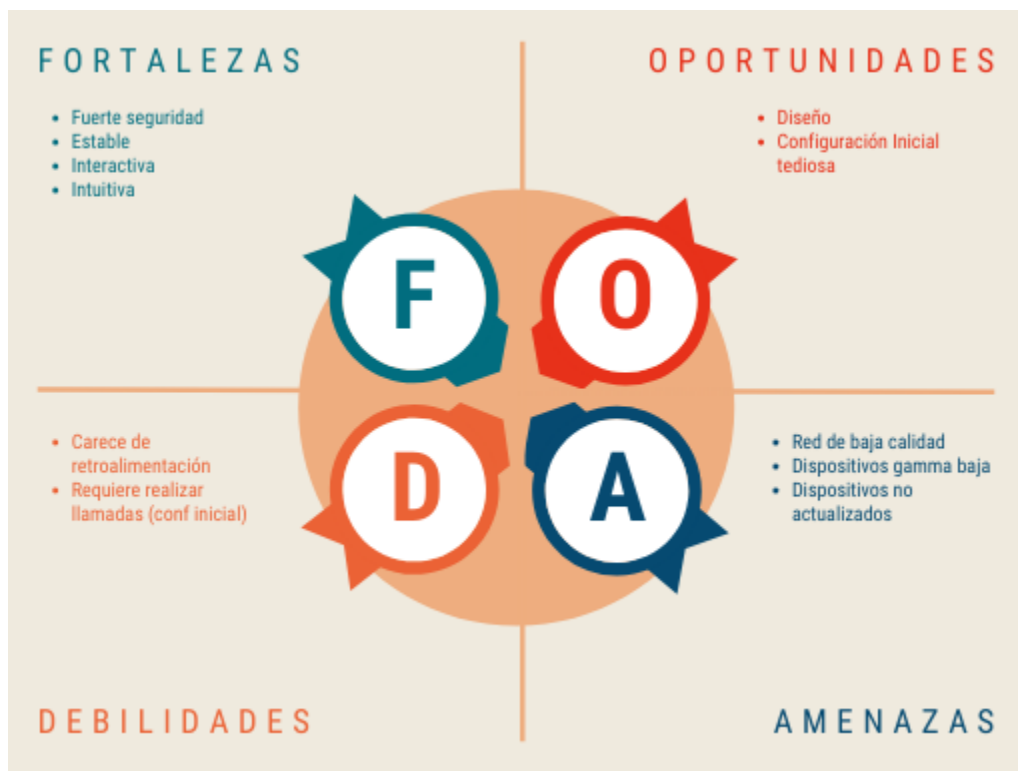 FORTALEZAS
• Fuerte seguridad
• Estable
• Interactiva
• Intuitiva
OPORTUNIDADES
• Diseño
• Configuración Inicial
tediosa
F
O
D
A
• Carece de
retroalimentación
• Requiere realizar
llamadas (conf inicial)
DEBILIDADES
• Red de baja calidad
• Dispositivos gamma baja
• Dispositivos no
actualizados
AMENAZAS